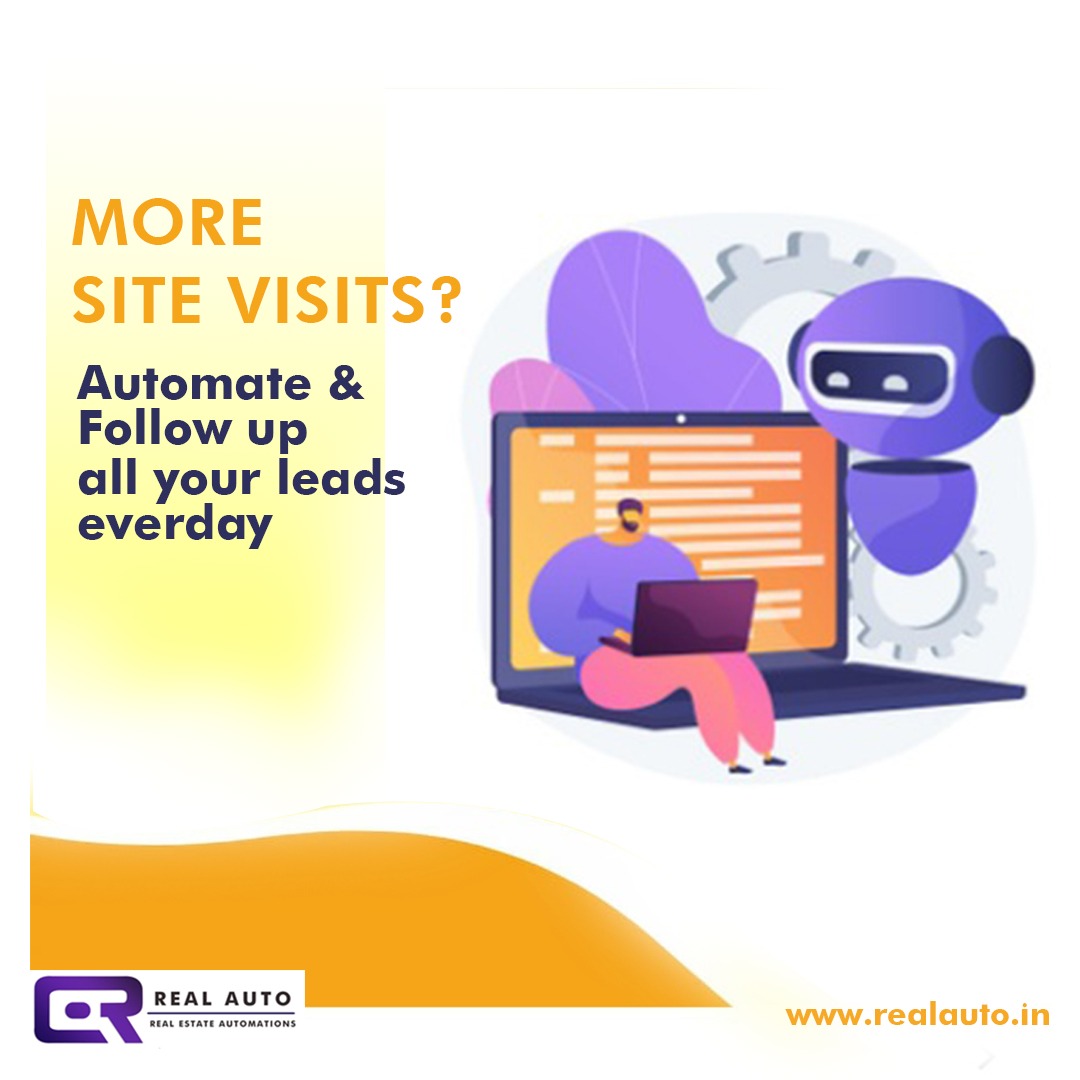 MORE
SITE VISITS?
Automate &
Follow up
all your leads
everday
REAL AUTO
REAL ESTATE AUTOMATIONS
www.realauto.in